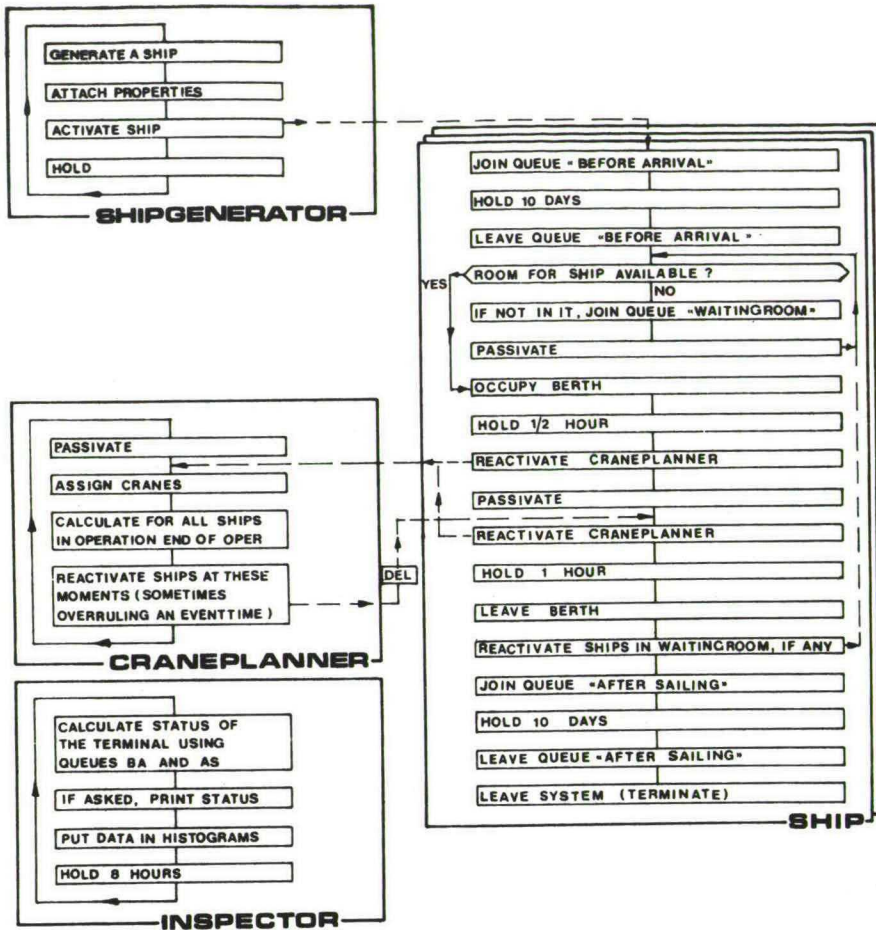 GENERATE A SHIP
ATTACH PROPERTIES
ACTIVATE SHIP
HOLD
SHIPGENERATOR
JOIN QUEUE "BEFORE ARRIVAL"
HOLD 10 DAYS
LEAVE QUEUE "BEFORE ARRIVAL"
ROOM FOR SHIP AVAILABLE ?
YES
NO
IF NOT IN IT, JOIN QUEUE "WAITINGROOM"
PASSIVATE
OCCUPY BERTH
HOLD 1/2 HOUR
REACTIVATE CRANEPLANNER
PASSIVATE
REACTIVATE CRANEPLANNER
HOLD 1 HOUR
LEAVE BERTH
REACTIVATE SHIPS IN WAITINGROOM, IF ANY
JOIN QUEUE "AFTER SAILING"
HOLD 10 DAYS
LEAVE QUEUE "AFTER SAILING"
LEAVE SYSTEM (TERMINATE)
SHIP
PASSIVATE
ASSIGN CRANES
CALCULATE FOR ALL SHIPS
IN OPERATION END OF OPER
REACTIVATE SHIPS AT THESE
MOMENTS (SOMETIMES
OVERRULING AN EVENTTIME)
DEL
CRANEPLANNER
CALCULATE STATUS OF
THE TERMINAL USING
QUEUES BA AND AS
IF ASKED, PRINT STATUS
PUT DATA IN HISTOGRAMS
HOLD 8 HOURS
INSPECTOR